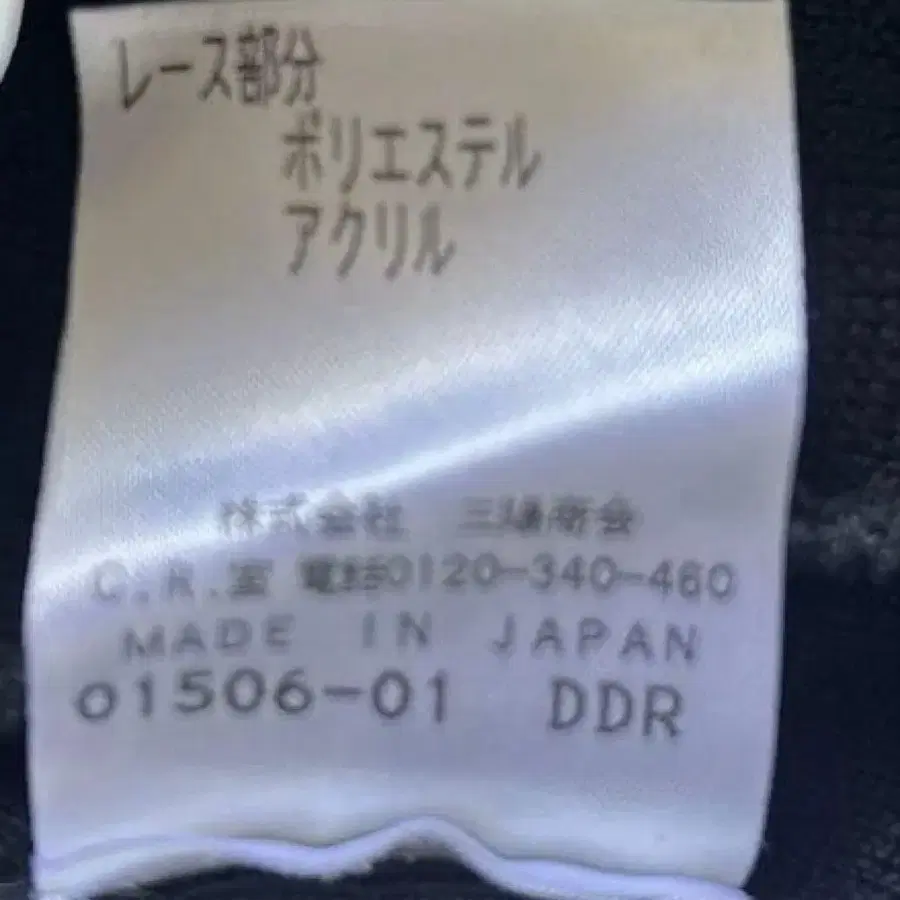 レース部分
ポリエステル
アクリル
株式会社 三陽商会
C.R.室 電話0120-340-460
MADE IN JAPAN
01506-01 DDR